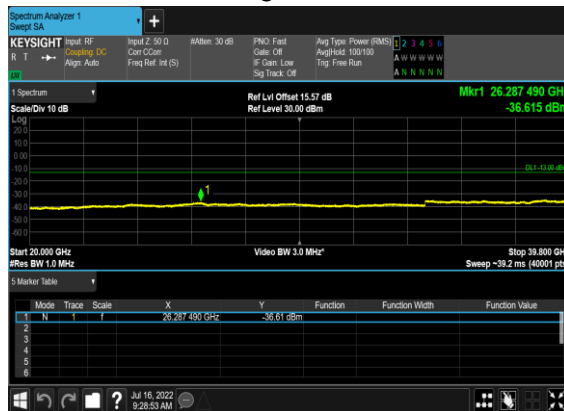 Spectrum Analyzer 1
Swept SA
+
KEYSIGHT
R T
LW
Input: RF
Coupling: DC
Align: Auto
Input Z: 50 Ω
Corr CCorr
Freq Ref: Int (S)
#Atten: 30 dB
PNO: Fast
Gate: Off
IF Gain: Low
Sig Track: Off
Avg Type: Power (RMS)
Avg|Hold: 100/100
Trig: Free Run
1 2 3 4 5 6
A W W W W W
A N N N N N
1 Spectrum
Scale/Div 10 dB
Ref Lvl Offset 15.57 dB
Ref Level 30.00 dBm
Mkr1 26.287 490 GH
-36.615 dBm
Log
20.0
10.0
0.00
-10.0
-20.0
-30.0
-40.0
-50.0
-60.0
DL1 -13.00 dB
1
Start 20.000 GHz
#Res BW 1.0 MHz
Video BW 3.0 MHz*
Stop 39.800 GH
Sweep ~39.2 ms (40001 pts
5 Marker Table
Mode Trace Scale X Y Function Function Width Function Value
1 N 1 f 26.287 490 GHz -36.61 dBm
2
3
4
5
6
?
Jul 16, 2022
9:28:53 AM